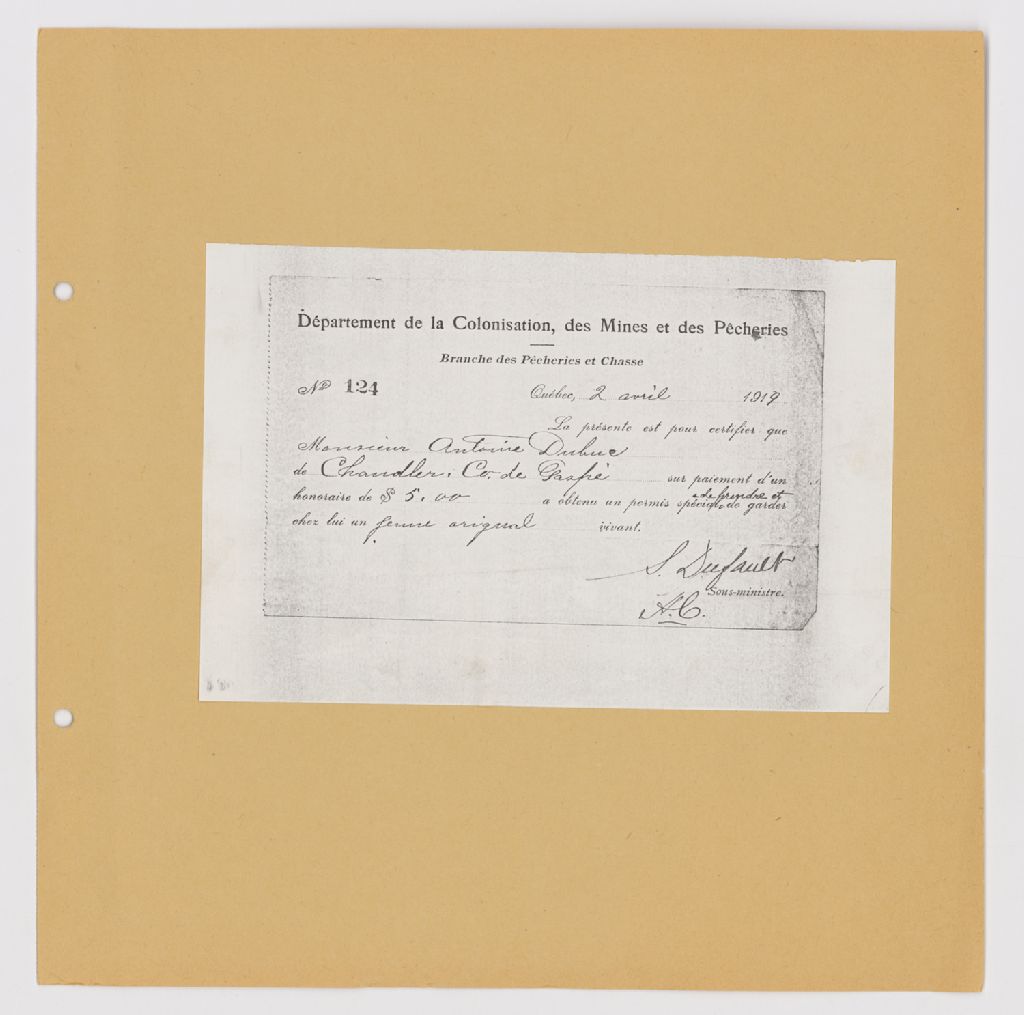 Département de la Colonisation, des Mines et des Pêcheries
Branche des Pêcheries et Chasse
No 124 Québec, 2 avril 1919
La présente est pour certifier que
Monsieur Antoine Dubuc
de Chandler, Co. de Gaspé sur paiement d'un
honoraire de $ 5.00 a obtenu un permis spécial de prendre et de garder
chez lui un jeune orignal vivant.
S. Dufault
Sous-ministre.
A.C.